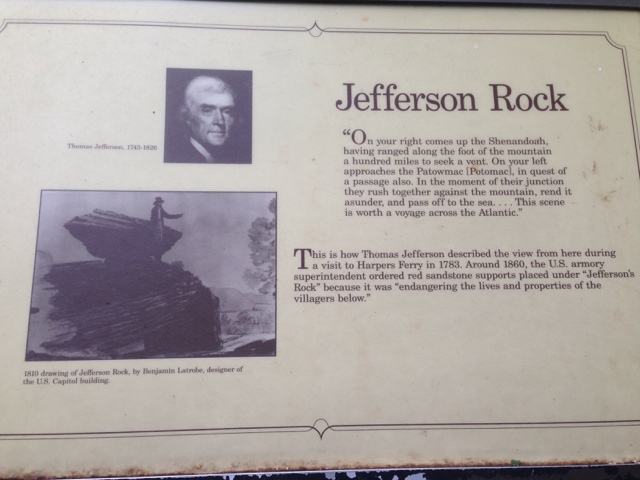 Jefferson Rock
Thomas Jefferson, 1743-1826
"On your right comes up the Shenandoah,
having ranged along the foot of the mountain
a hundred miles to seek a vent. On your left
approaches the Patowmac [Potomac], in quest of
a passage also. In the moment of their junction
they rush together against the mountain, rend it
asunder, and pass off to the sea. . . . This scene
is worth a voyage across the Atlantic."
This is how Thomas Jefferson described the view from here during
a visit to Harpers Ferry in 1783. Around 1860, the U.S. armory
superintendent ordered red sandstone supports placed under "Jefferson's
Rock" because it was "endangering the lives and properties of the
villagers below."
1810 drawing of Jefferson Rock, by Benjamin Latrobe, designer of
the U.S. Capitol building.